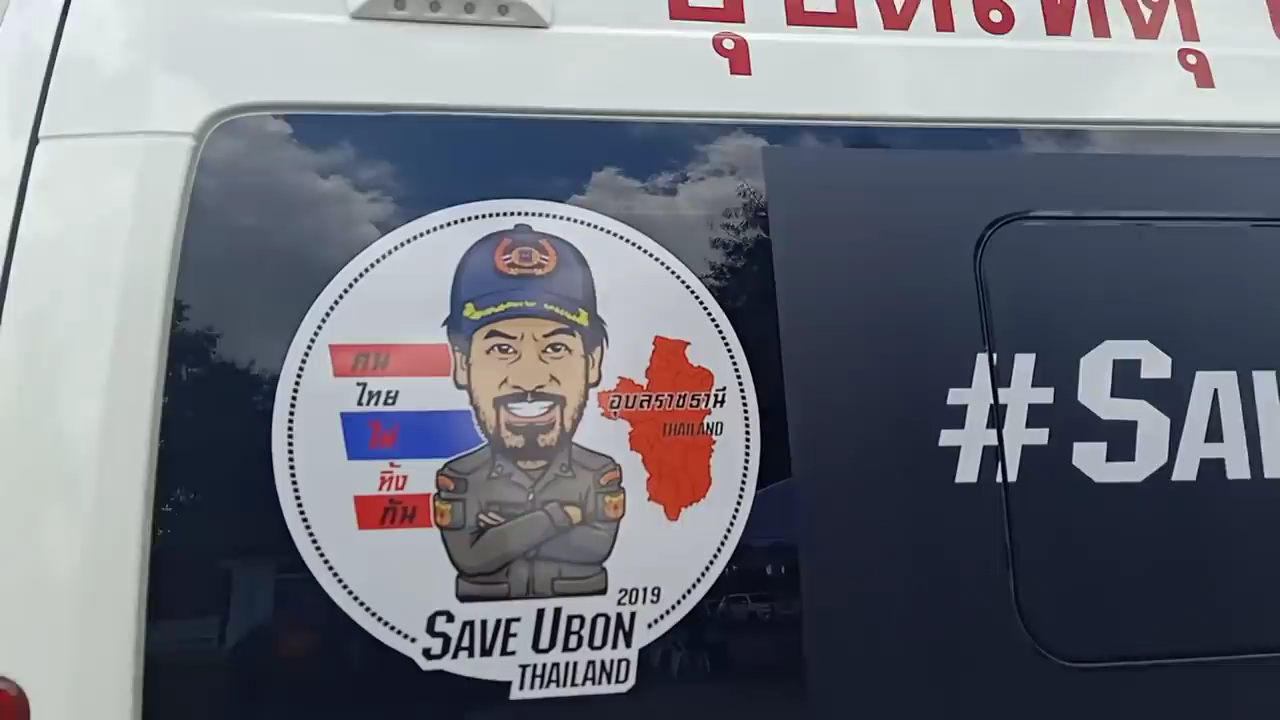 คน
ไทย
ไม่
ทิ้ง
กัน
อุบลราชธานี
THAILAND
2019
SAVE UBON
THAILAND
#SAV